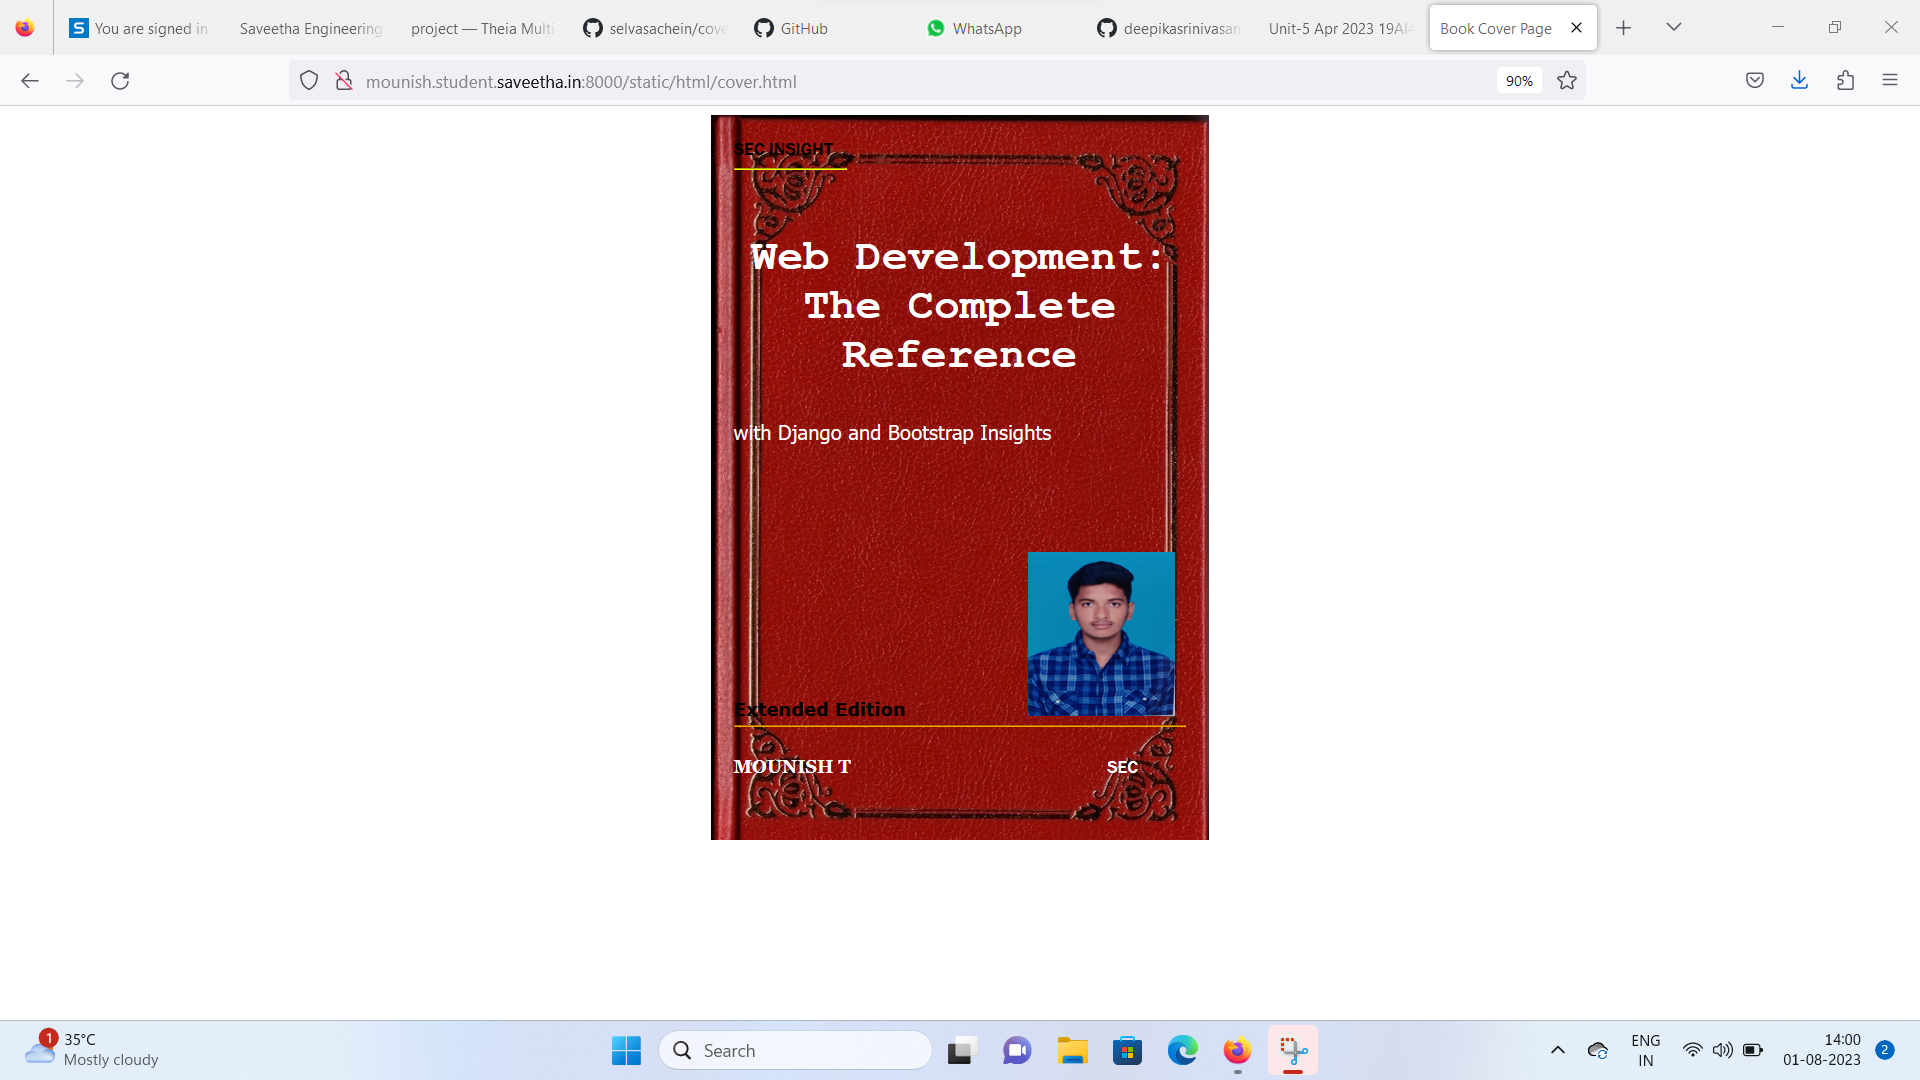 You are signed in
Saveetha Engineering
project — Theia Multi
selvasachein/cove
GitHub
WhatsApp
deepikasrinivasan
Unit-5 Apr 2023 19AI4
Book Cover Page
mounish.student.saveetha.in:8000/static/html/cover.html
90%
SEC INSIGHT
Web Development:
The Complete
Reference
with Django and Bootstrap Insights
Extended Edition
MOUNISH T
SEC
1
35°C
Mostly cloudy
Search
ENG
IN
14:00
01-08-2023
2